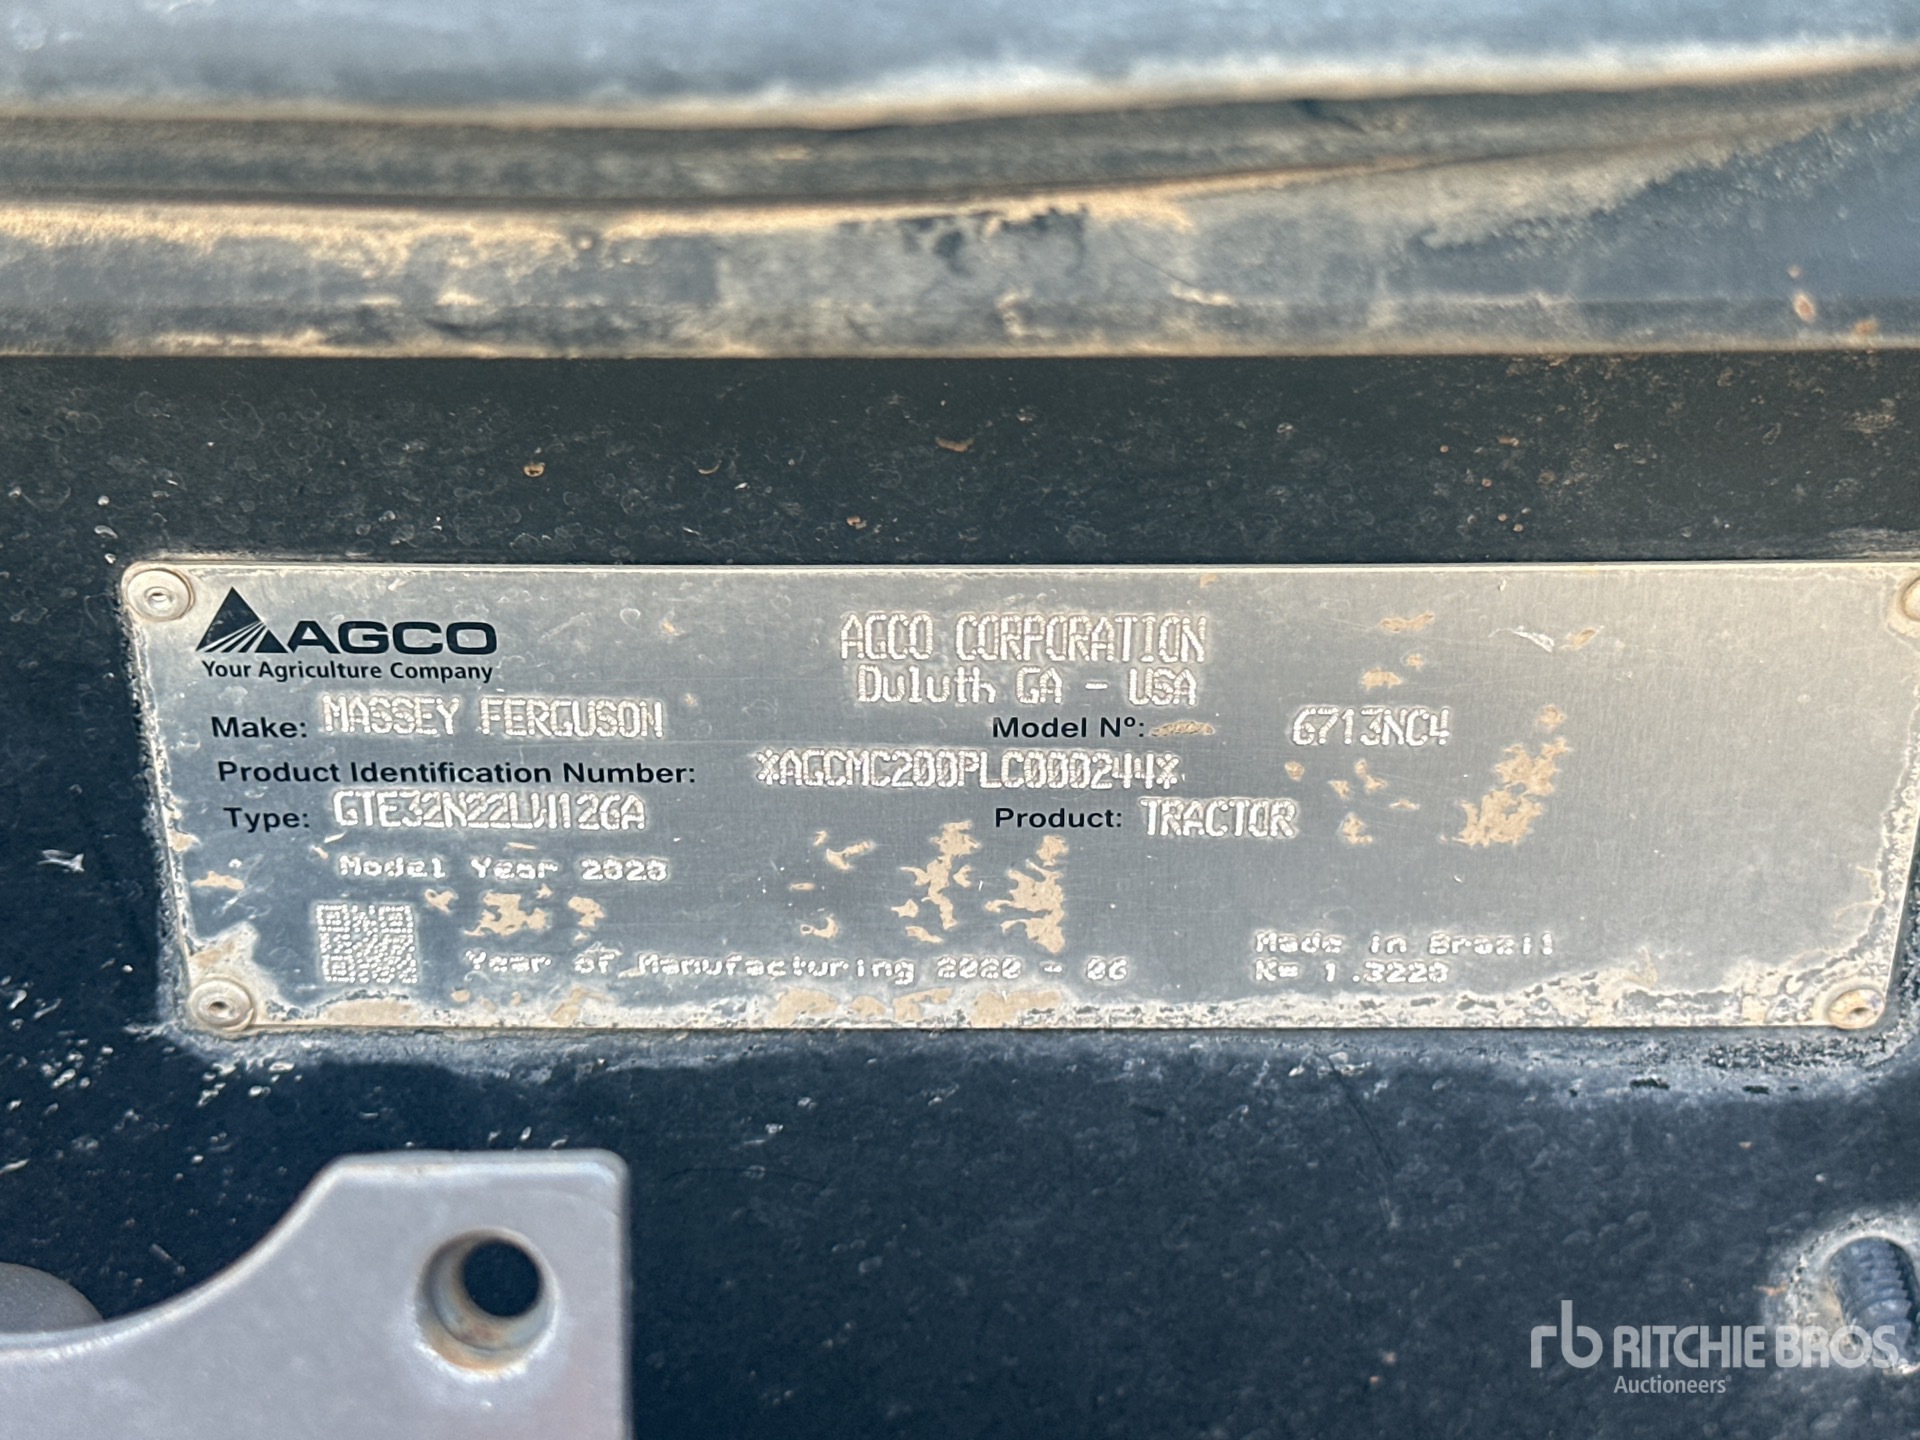 AGCO
Your Agriculture Company
AGCO CORPORATION
Duluth GA - USA
Make: MASSEY FERGUSON Model Nº: 6713NC4
Product Identification Number: *AGCMC200PLC000244*
Type: GTE32N22LW12GA Product: TRACTOR
Model Year 2020
Made in Brazil
Year of Manufacturing 2020 - 06 K= 1.3220
rb RITCHIE BROS.
Auctioneers